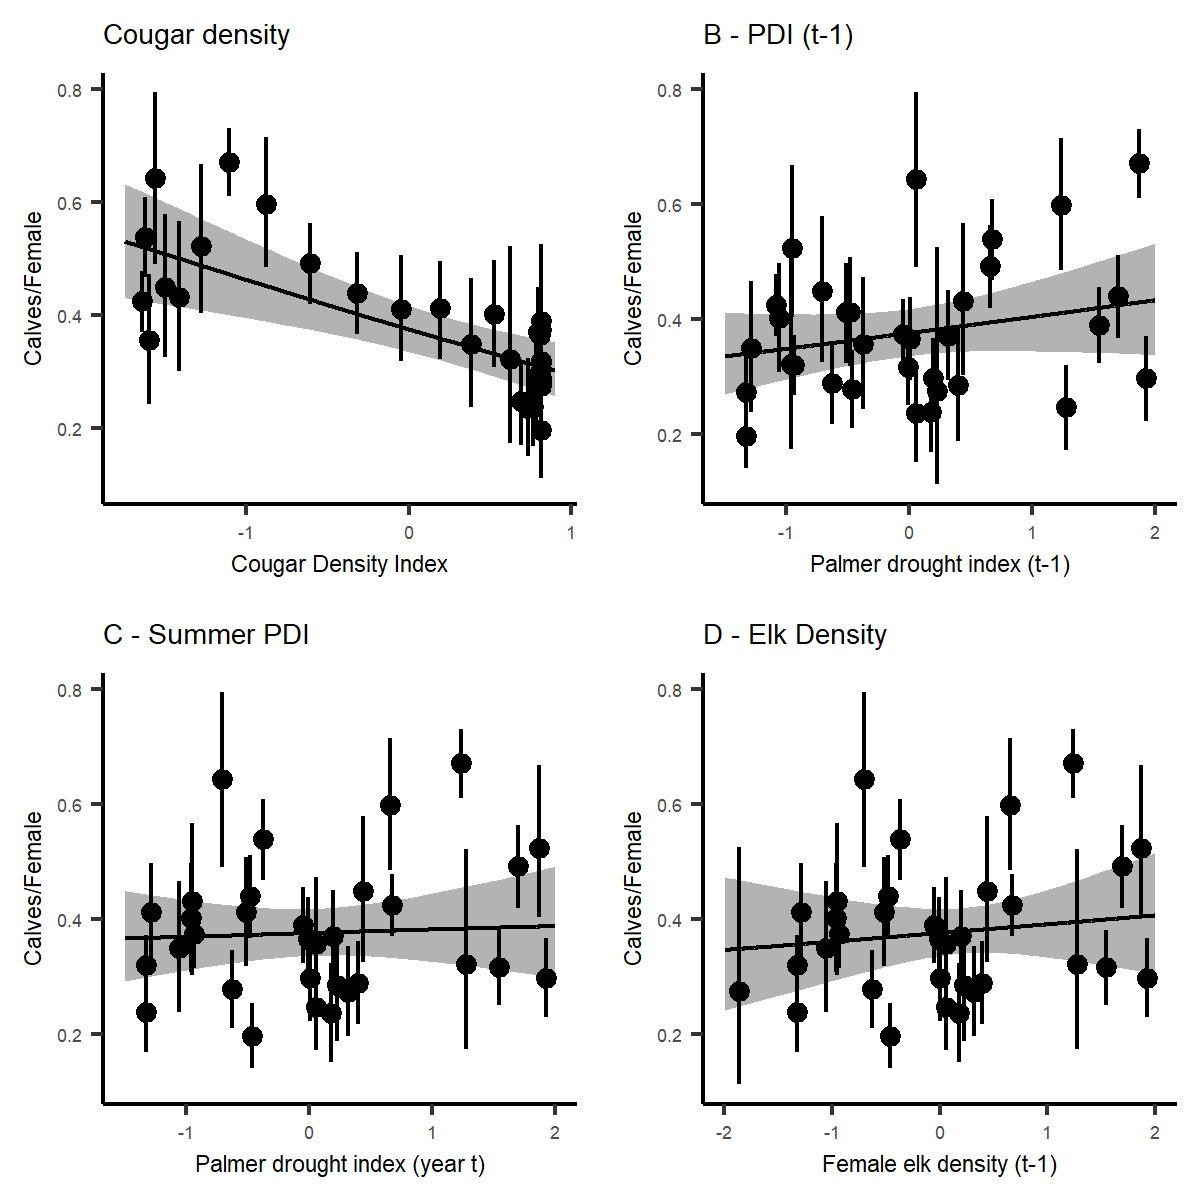 Cougar density
0.8
0.6
0.4
0.2
Calves/Female
-1
0
1
Cougar Density Index
B - PDI (t-1)
0.8
0.6
0.4
0.2
Calves/Female
-1
0
1
2
Palmer drought index (t-1)
C - Summer PDI
0.8
0.6
0.4
0.2
Calves/Female
-1
0
1
2
Palmer drought index (year t)
D - Elk Density
0.8
0.6
0.4
0.2
Calves/Female
-2
-1
0
1
2
Female elk density (t-1)